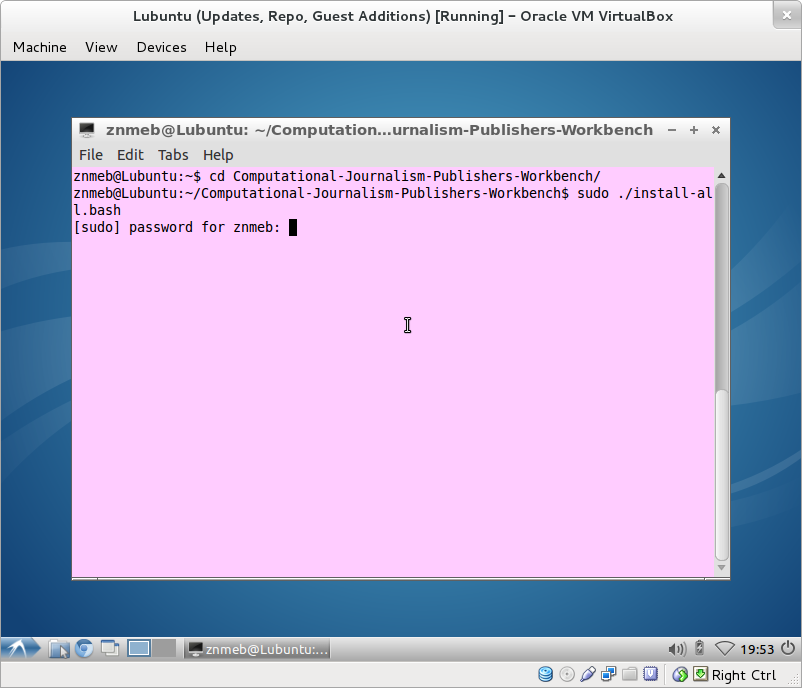 Lubuntu (Updates, Repo, Guest Additions) [Running] – Oracle VM VirtualBox
Machine View Devices Help
znmeb@Lubuntu: ~/Computation...urnalism-Publishers-Workbench
File Edit Tabs Help
znmeb@Lubuntu:~$ cd Computational-Journalism-Publishers-Workbench/
znmeb@Lubuntu:~/Computational-Journalism-Publishers-Workbench$ sudo ./install-al
l.bash
[sudo] password for znmeb:
znmeb@Lubuntu:...
19:53
Right Ctrl